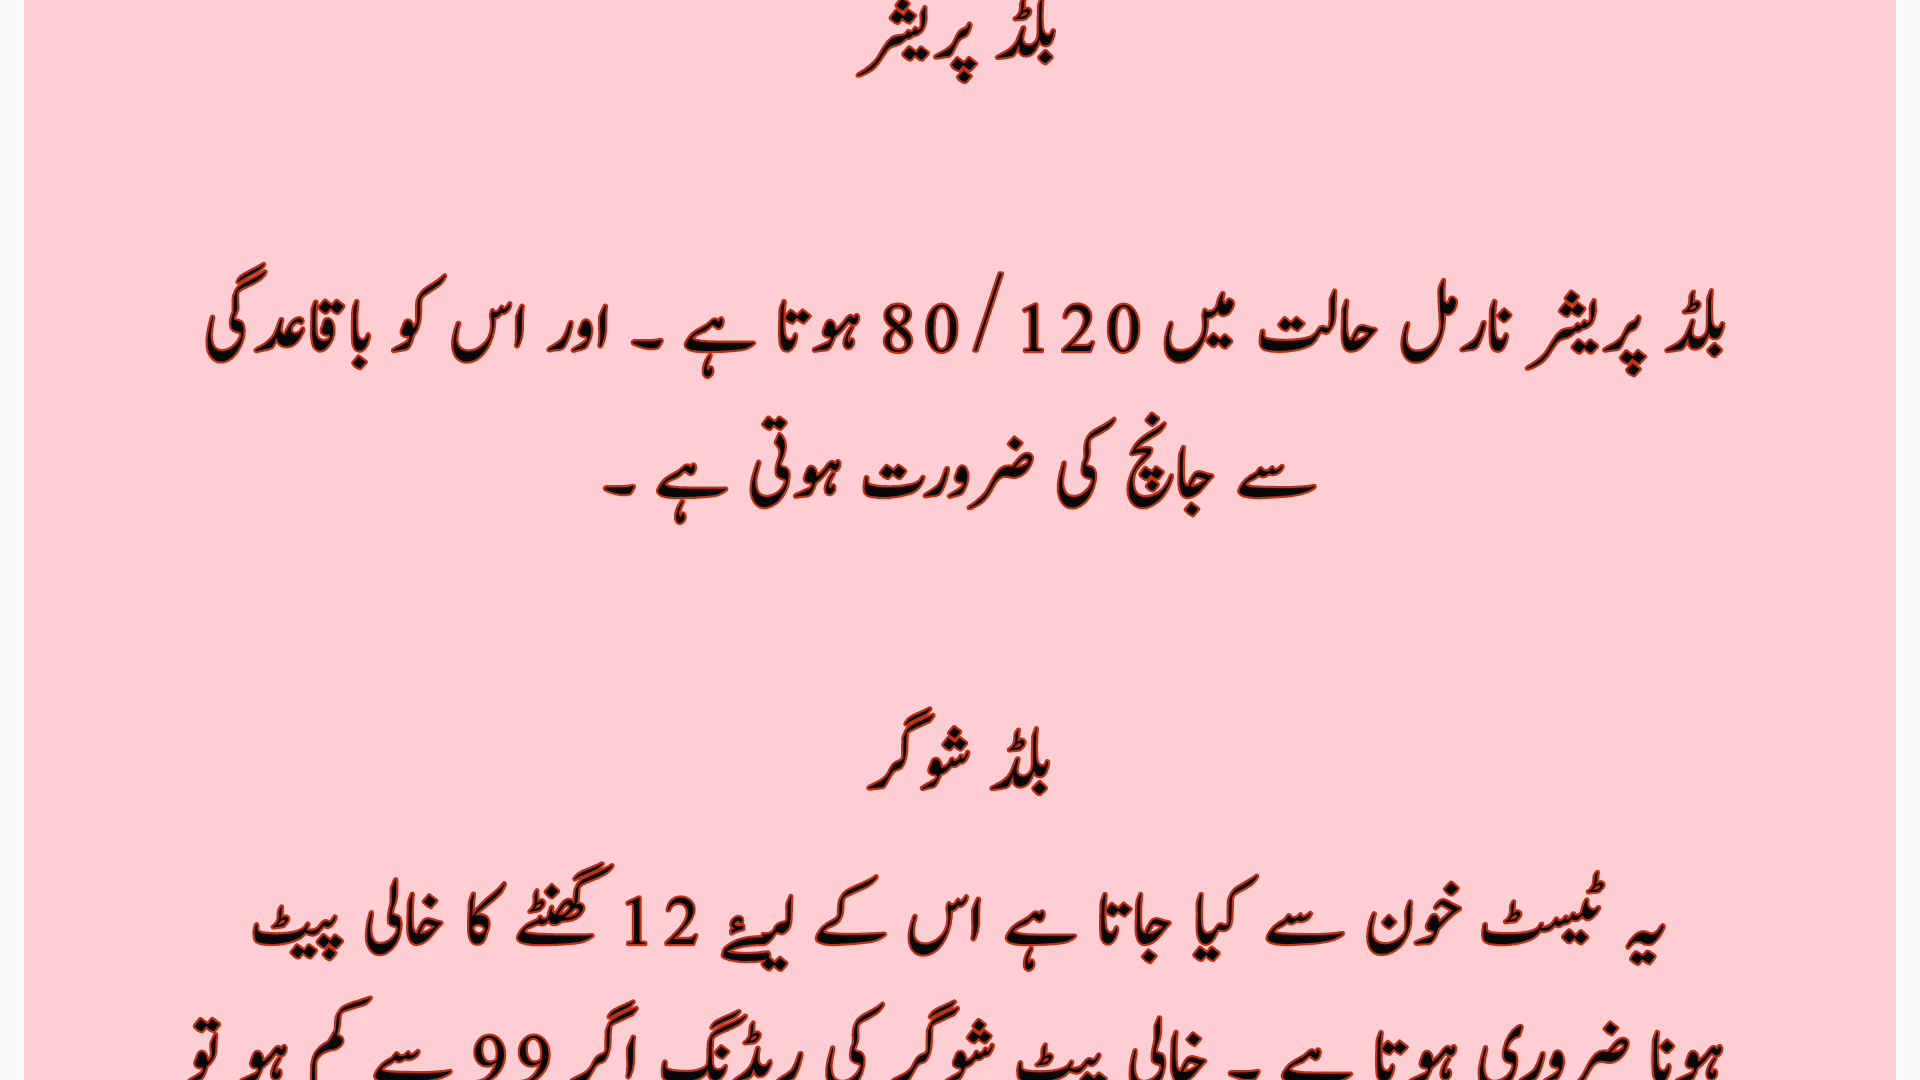 بلڈ پریشر
بلڈ پریشر نارمل حالت میں 120/80 ہوتا ہے ۔ اور اس کو باقاعدگی
سے جانچ کی ضرورت ہوتی ہے ۔
بلڈ شوگر
یہ ٹیسٹ خون سے کیا جاتا ہے اس کے لیئے 12 گھنٹے کا خالی پیٹ
ہونا ضروری ہوتا ہے ۔ خالی پیٹ شوگر کی ریڈنگ اگر 99 سے کم ہو تو